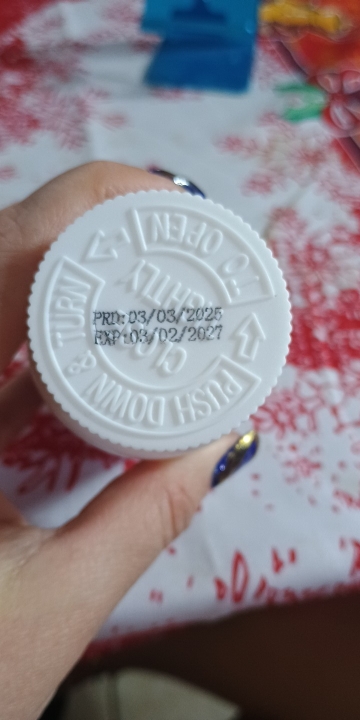 PRD:03/03/2025
EXP:03/02/2027
PUSH DOWN & TURN
TO OPEN
CLOSE
TIGHTLY